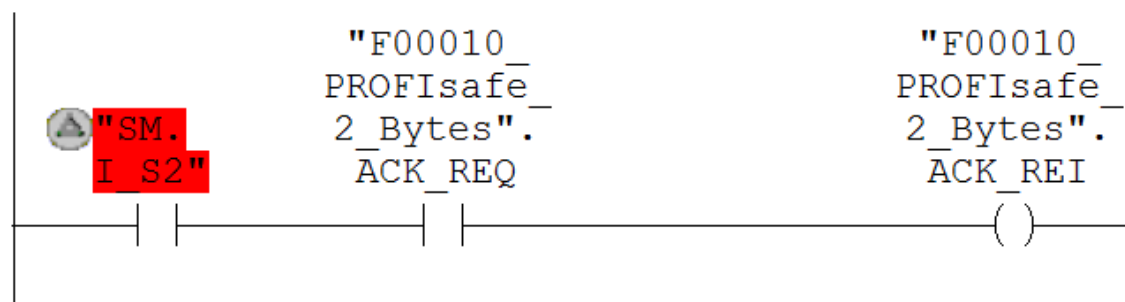 "F00010_
PROFIsafe_
2_Bytes".
ACK_REQ
"F00010_
PROFIsafe_
2_Bytes".
ACK_REI
"SM.
I_S2"